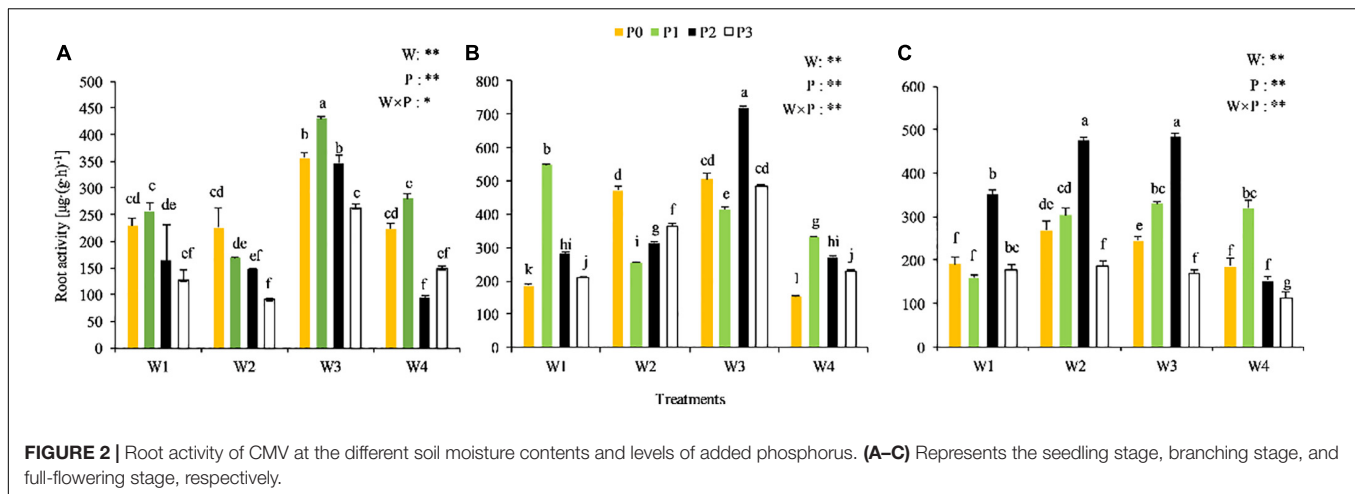 P0 P1 P2 P3
A
W: **
P : **
W×P : *
Root activity [µg·(g·h)⁻¹]
500
450
400
350
300
250
200
150
100
50
0
cd c de ef
cd de ef f
b a b c
cd c f ef
W1 W2 W3 W4
B
W: **
P : **
W×P : **
800
700
600
500
400
300
200
100
0
k b hi j
d i g f
cd e a cd
l g hi j
W1 W2 W3 W4
Treatments
C
W: **
P : **
W×P : **
600
500
400
300
200
100
0
f f b bc
de cd a f
e bc a f
f bc f g
W1 W2 W3 W4
FIGURE 2 | Root activity of CMV at the different soil moisture contents and levels of added phosphorus. (A–C) Represents the seedling stage, branching stage, and
full-flowering stage, respectively.